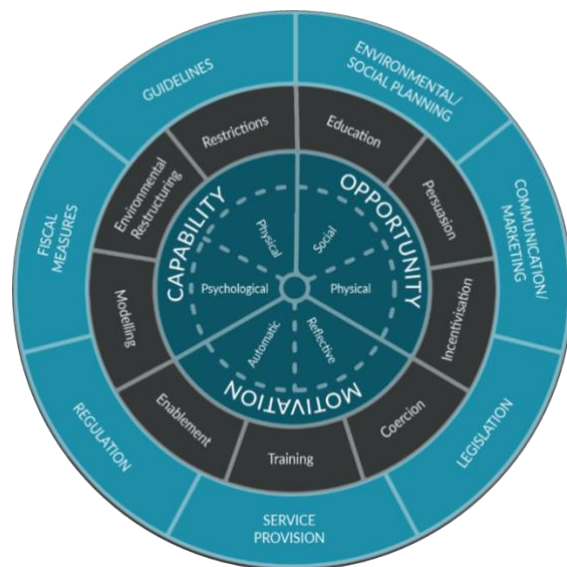 GUIDELINES
ENVIRONMENTAL/
SOCIAL PLANNING
COMMUNICATION/
MARKETING
LEGISLATION
SERVICE
PROVISION
REGULATION
FISCAL
MEASURES
Restrictions
Education
Persuasion
Incentivisation
Coercion
Training
Enablement
Modelling
Environmental
Restructuring
CAPABILITY
OPPORTUNITY
MOTIVATION
Physical
Social
Physical
Reflective
Automatic
Psychological